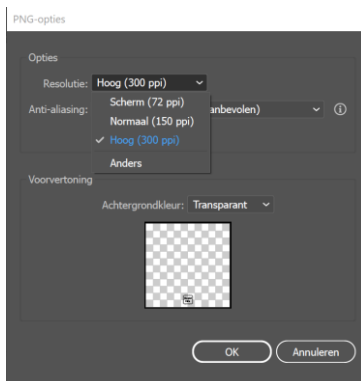 PNG-opties
Opties
Resolutie: Hoog (300 ppi)
Scherm (72 ppi)
Anti-aliasing: anbevolen)
Normaal (150 ppi)
Hoog (300 ppi)
Anders
Voorvertoning
Achtergrondkleur: Transparant
OK Annuleren